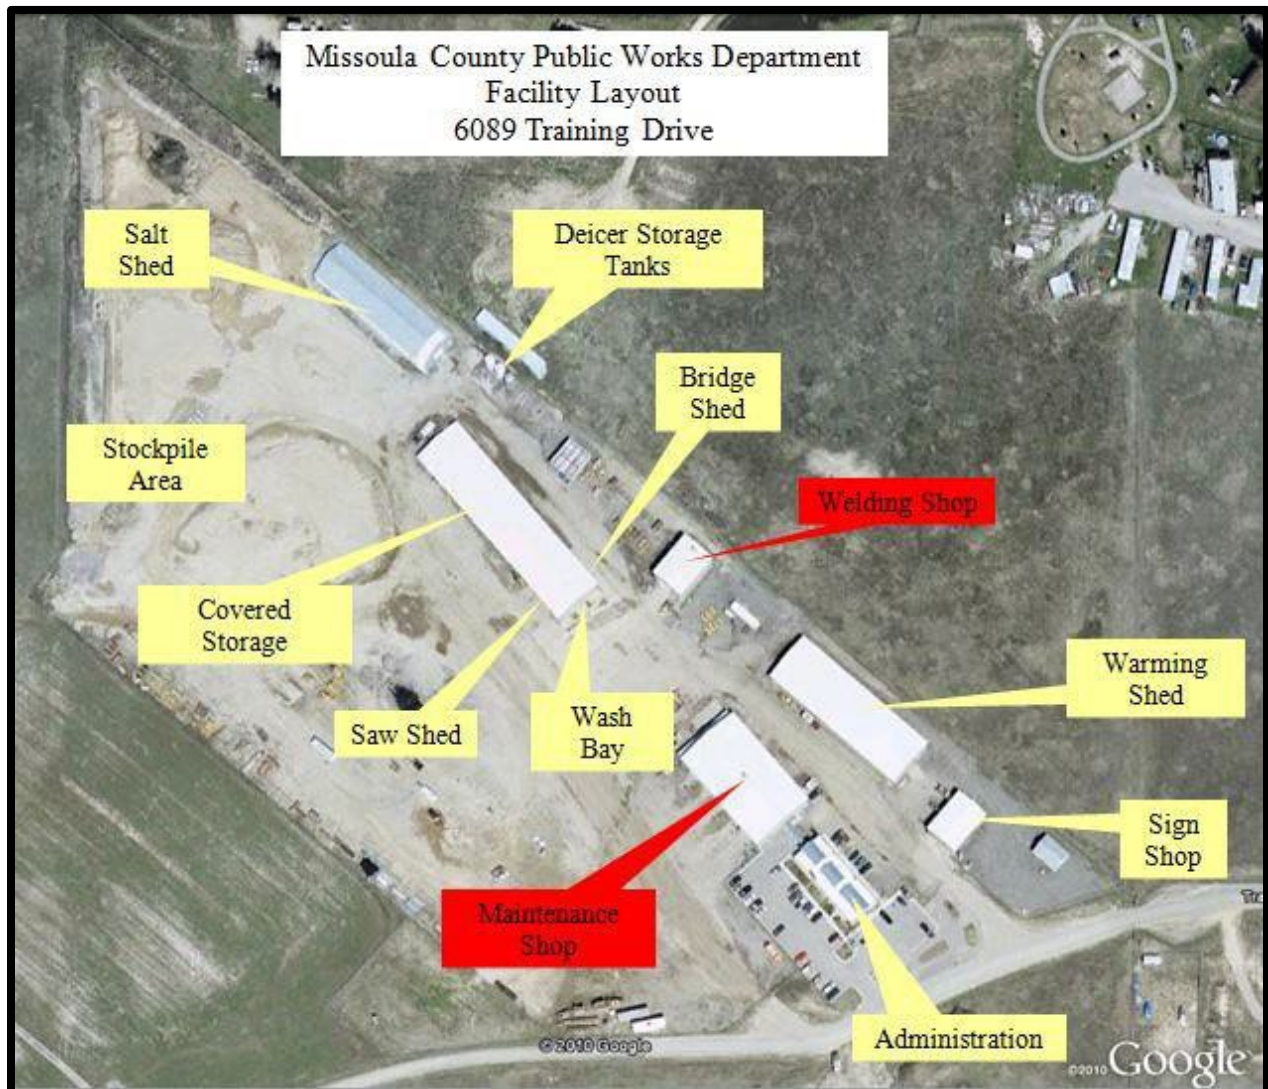 Missoula County Public Works Department
Facility Layout
6089 Training Drive
Salt
Shed
Deicer Storage
Tanks
Bridge
Shed
Stockpile
Area
Welding Shop
Covered
Storage
Warming
Shed
Saw Shed
Wash
Bay
Sign
Shop
Maintenance
Shop
Administration
© 2010 Google
©2010 Google